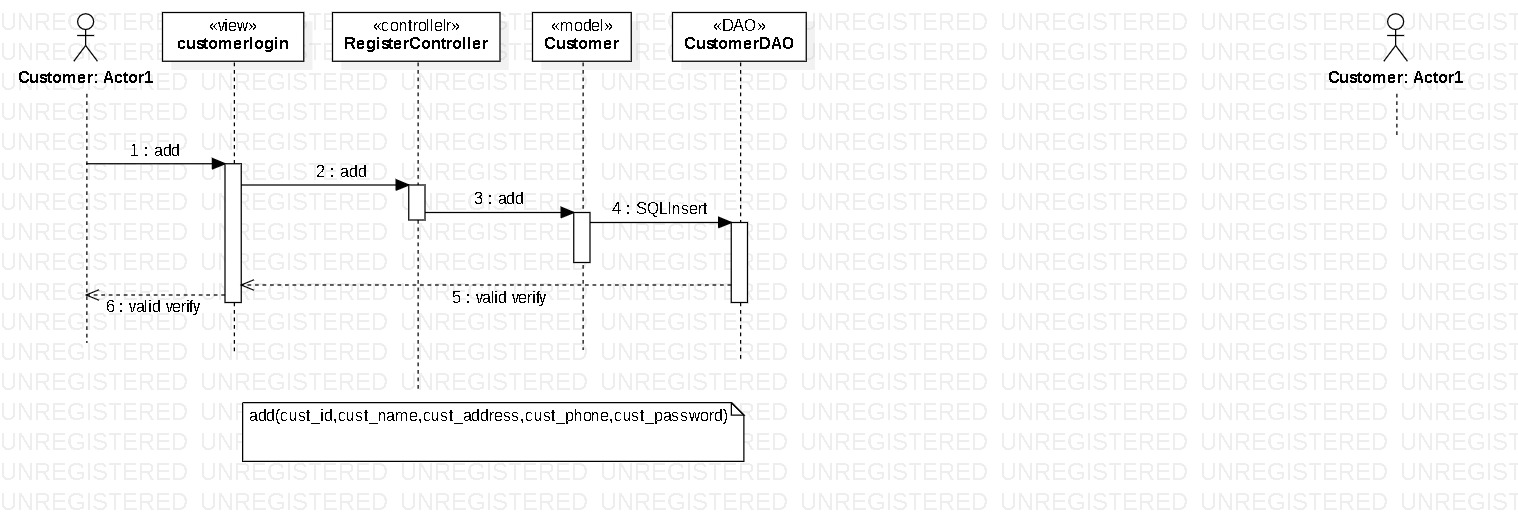 «view»
customerlogin
«controllelr»
RegisterController
«model»
Customer
«DAO»
CustomerDAO
Customer: Actor1
Customer: Actor1
1 : add
2 : add
3 : add
4 : SQLInsert
5 : valid verify
6 : valid verify
add(cust_id,cust_name,cust_address,cust_phone,cust_password)
UNREGISTERED